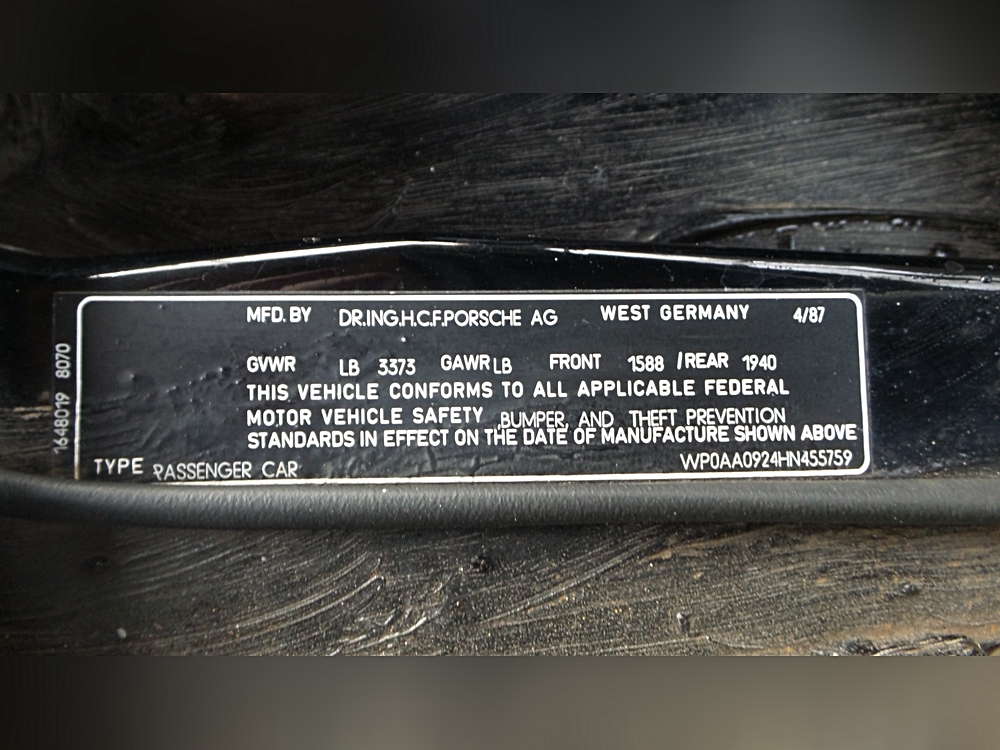 MFD. BY DR.ING.H.C.F.PORSCHE AG WEST GERMANY 4/87
GVWR LB 3373 GAWR LB FRONT 1588 / REAR 1940
THIS VEHICLE CONFORMS TO ALL APPLICABLE FEDERAL
MOTOR VEHICLE SAFETY ,BUMPER, AND THEFT PREVENTION
STANDARDS IN EFFECT ON THE DATE OF MANUFACTURE SHOWN ABOVE
TYPE PASSENGER CAR WP0AA0924HN455759
1648019 8070